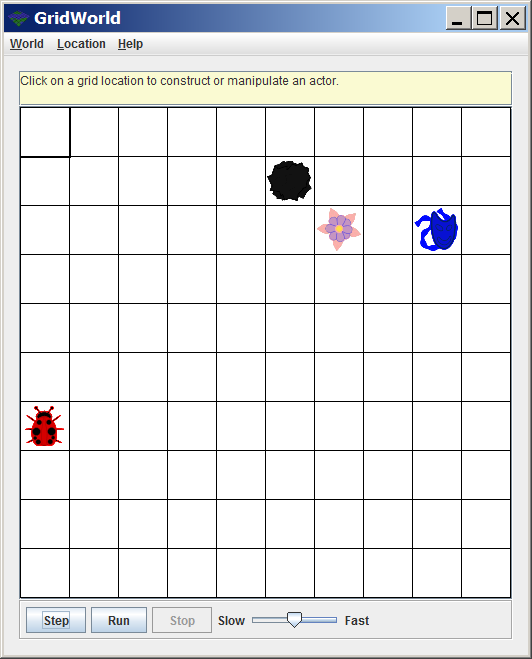 GridWorld
World Location Help
Click on a grid location to construct or manipulate an actor.
Step Run Stop Slow Fast